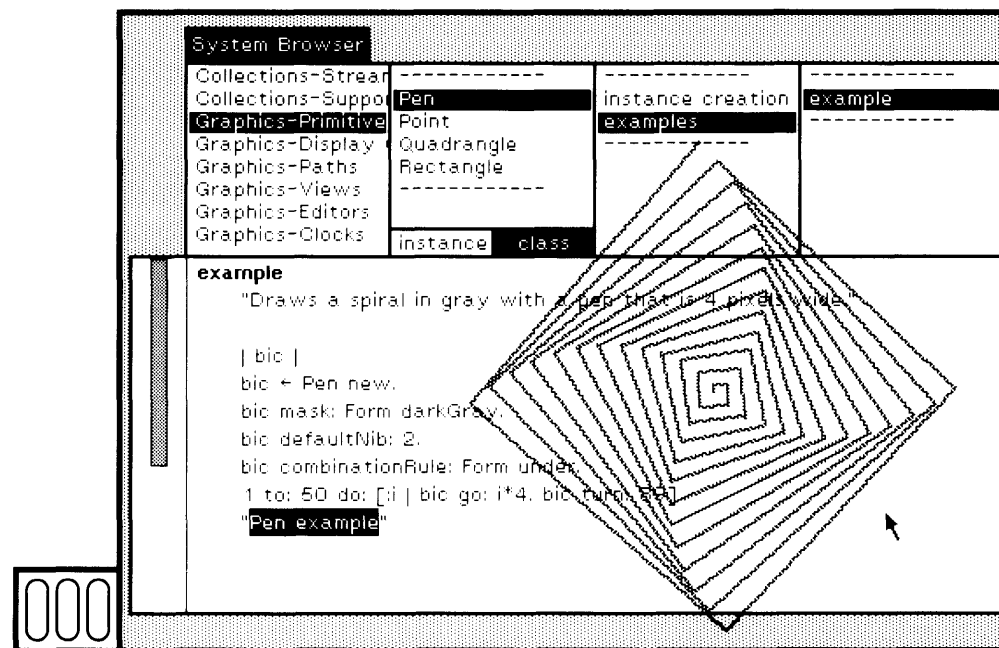 System Browser
Collections-Strear
Collections-Suppo
Graphics-Primitive
Graphics-Display
Graphics-Paths
Graphics-Views
Graphics-Editors
Graphics-Clocks
------------
Pen
Point
Quadrangle
Rectangle
------------
instance class
------------
instance creation
examples
------------
------------
example
------------
example
"Draws a spiral in gray with a pen that is 4 pixels wide."
| bic |
bic ← Pen new.
bic mask: Form darkGray.
bic defaultNib: 2.
bic combinationRule: Form under.
1 to: 50 do: [:i | bic go: i*4. bic turn: 89]
"Pen example"